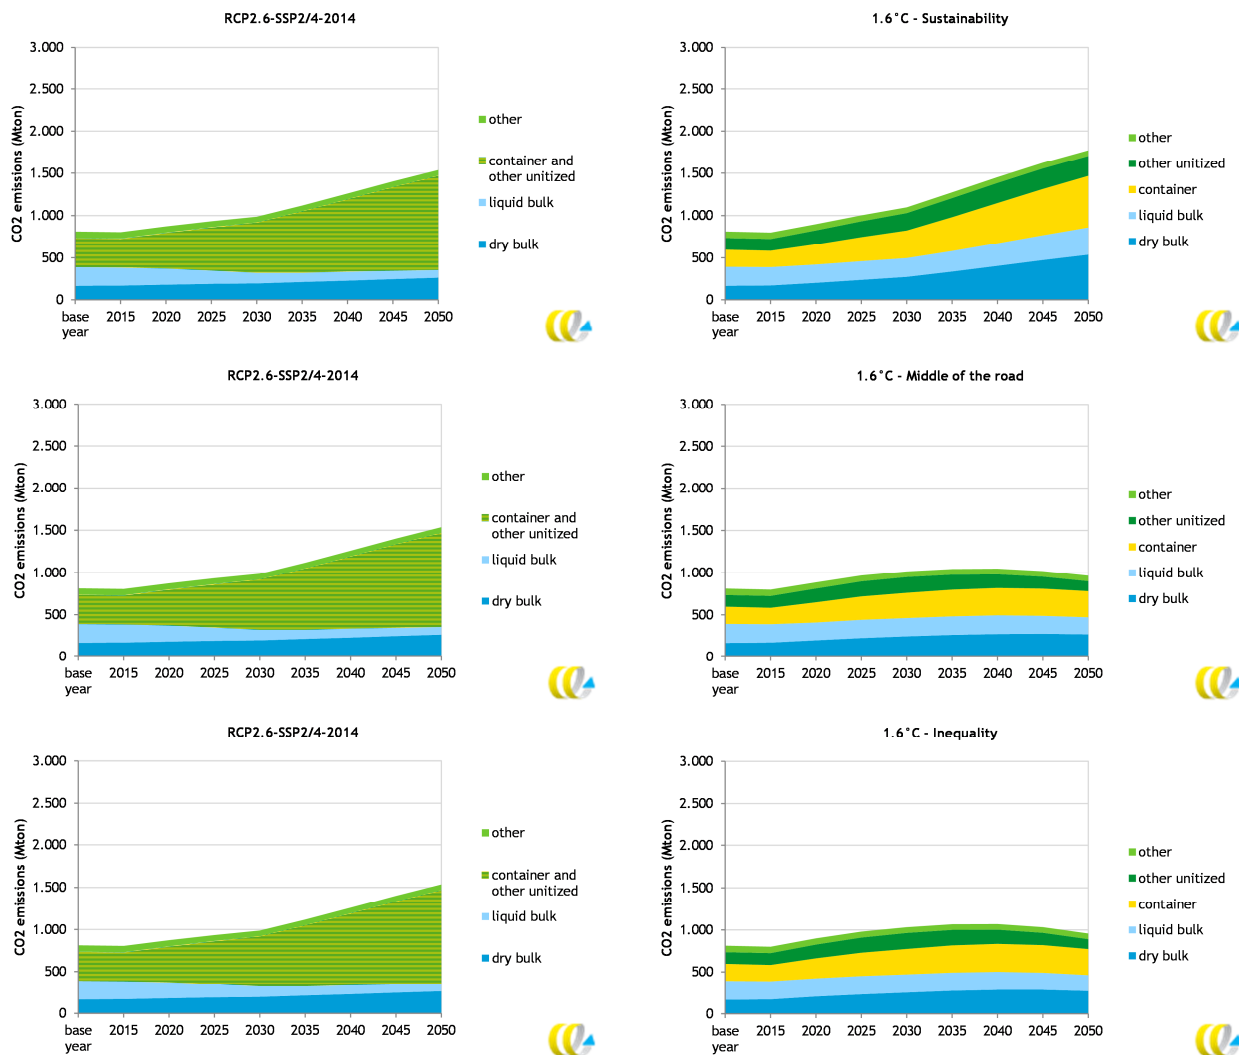 RCP2.6-SSP2/4-2014
3.000
2.500
2.000
1.500
1.000
500
0
CO2 emissions (Mton)
base year
2015
2020
2025
2030
2035
2040
2045
2050
other
container and
other unitized
liquid bulk
dry bulk
1.6°C - Sustainability
3.000
2.500
2.000
1.500
1.000
500
0
CO2 emissions (Mton)
base year
2015
2020
2025
2030
2035
2040
2045
2050
other
other unitized
container
liquid bulk
dry bulk
RCP2.6-SSP2/4-2014
3.000
2.500
2.000
1.500
1.000
500
0
CO2 emissions (Mton)
base year
2015
2020
2025
2030
2035
2040
2045
2050
other
container and
other unitized
liquid bulk
dry bulk
1.6°C - Middle of the road
3.000
2.500
2.000
1.500
1.000
500
0
CO2 emissions (Mton)
base year
2015
2020
2025
2030
2035
2040
2045
2050
other
other unitized
container
liquid bulk
dry bulk
RCP2.6-SSP2/4-2014
3.000
2.500
2.000
1.500
1.000
500
0
CO2 emissions (Mton)
base year
2015
2020
2025
2030
2035
2040
2045
2050
other
container and
other unitized
liquid bulk
dry bulk
1.6°C - Inequality
3.000
2.500
2.000
1.500
1.000
500
0
CO2 emissions (Mton)
base year
2015
2020
2025
2030
2035
2040
2045
2050
other
other unitized
container
liquid bulk
dry bulk